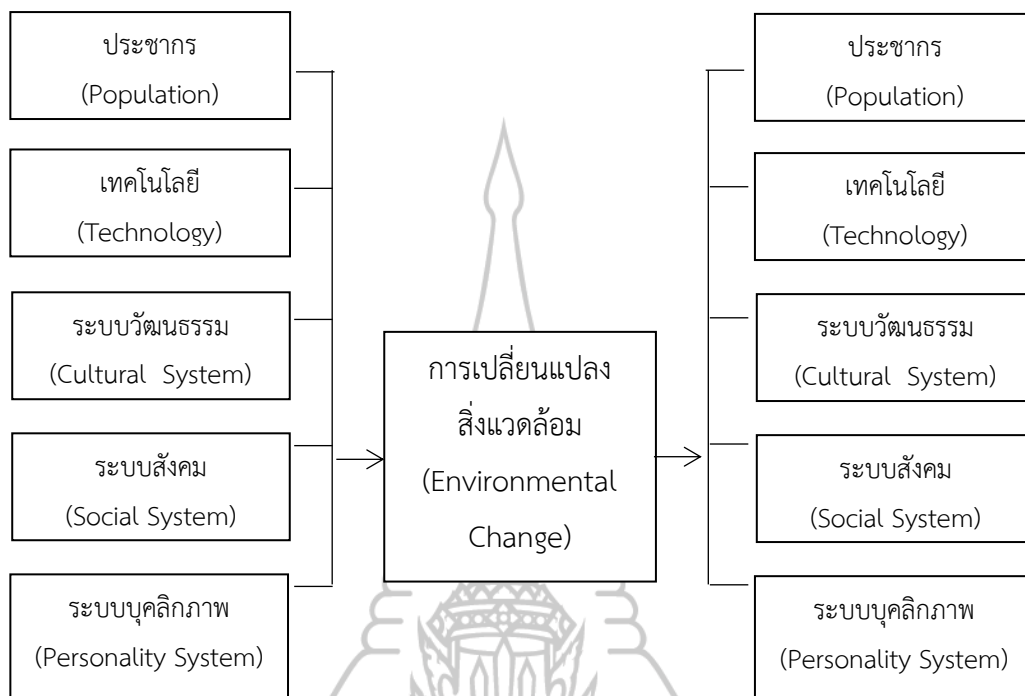 ประชากร
(Population)
เทคโนโลยี
(Technology)
ระบบวัฒนธรรม
(Cultural System)
ระบบสังคม
(Social System)
ระบบบุคลิกภาพ
(Personality System)
การเปลี่ยนแปลง
สิ่งแวดล้อม
(Environmental
Change)
ประชากร
(Population)
เทคโนโลยี
(Technology)
ระบบวัฒนธรรม
(Cultural System)
ระบบสังคม
(Social System)
ระบบบุคลิกภาพ
(Personality System)